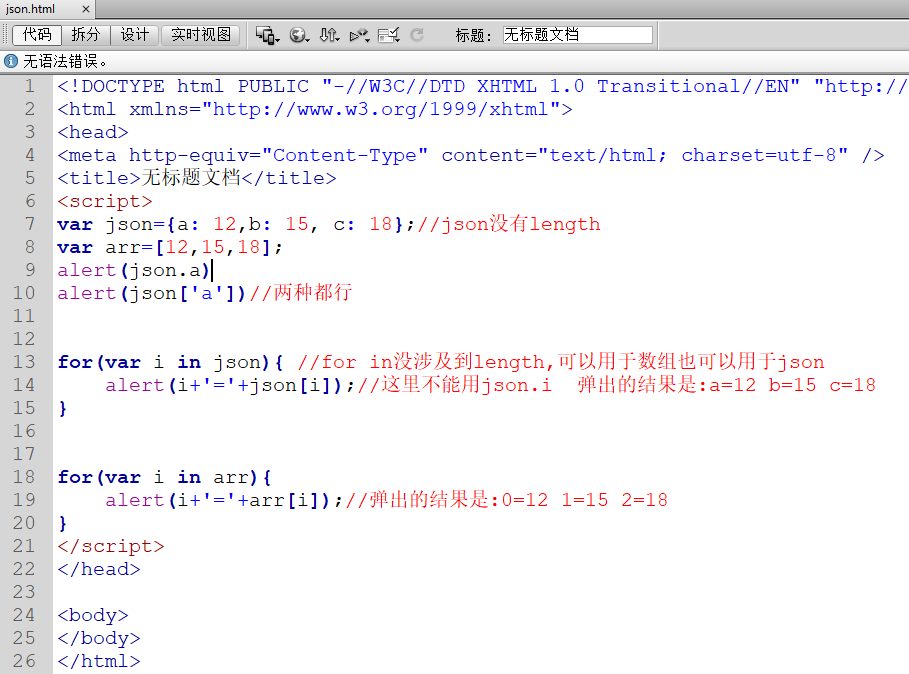 json.html ×
代码 拆分 设计 实时视图 标题: 无标题文档
无语法错误。
1 <!DOCTYPE html PUBLIC "-//W3C//DTD XHTML 1.0 Transitional//EN" "http://
2 <html xmlns="http://www.w3.org/1999/xhtml">
3 <head>
4 <meta http-equiv="Content-Type" content="text/html; charset=utf-8" />
5 <title>无标题文档</title>
6 <script>
7 var json={a: 12,b: 15, c: 18};//json没有length
8 var arr=[12,15,18];
9 alert(json.a)
10 alert(json['a'])//两种都行
11
12
13 for(var i in json){ //for in没涉及到length,可以用于数组也可以用于json
14     alert(i+'='+json[i]);//这里不能用json.i  弹出的结果是:a=12 b=15 c=18
15 }
16
17
18 for(var i in arr){
19     alert(i+'='+arr[i]);//弹出的结果是:0=12 1=15 2=18
20 }
21 </script>
22 </head>
23
24 <body>
25 </body>
26 </html>